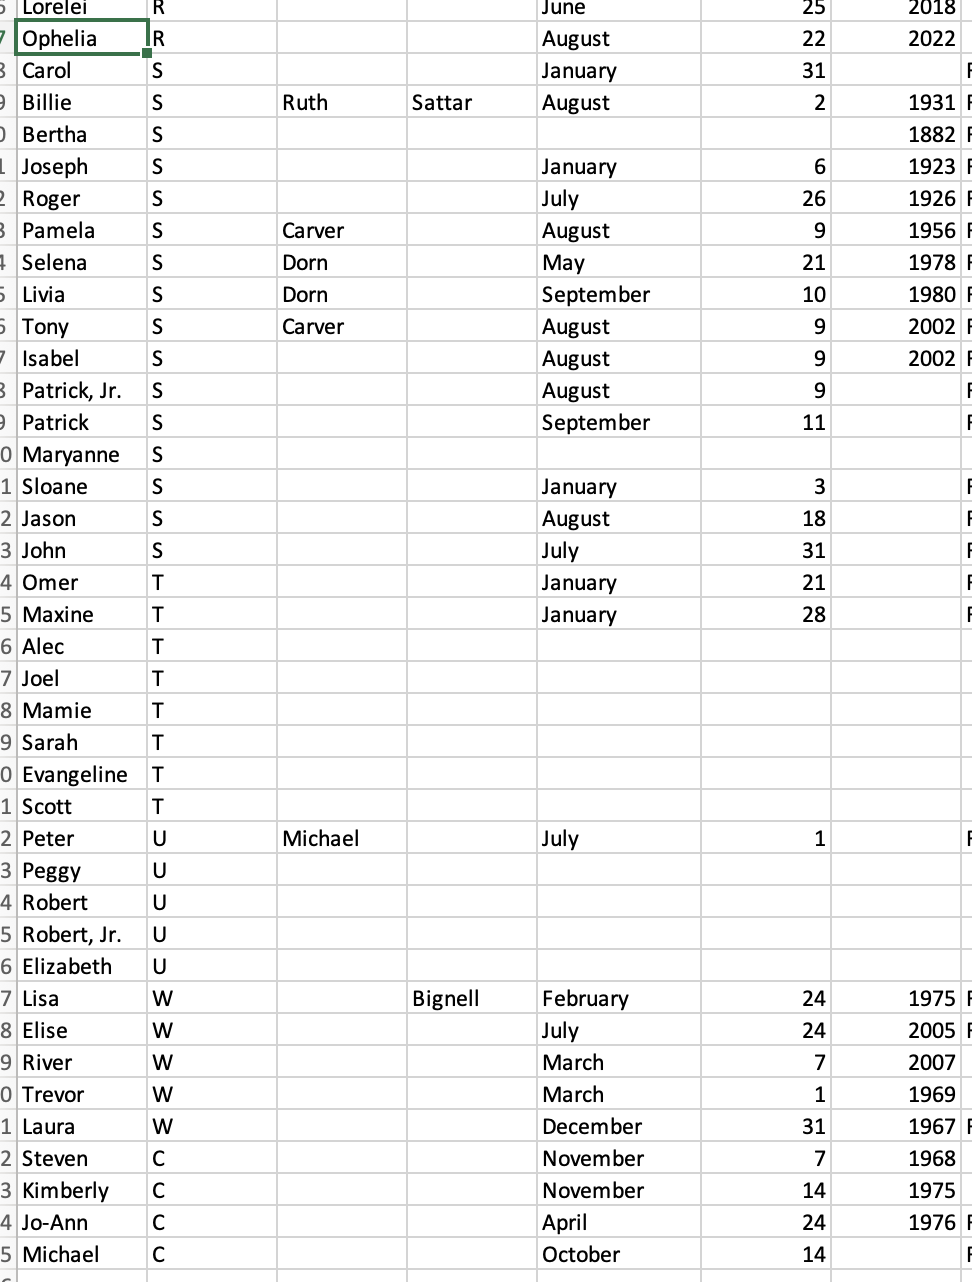 6 Lorelei R June 25 2018
7 Ophelia R August 22 2022
8 Carol S January 31 F
9 Billie S Ruth Sattar August 2 1931 F
0 Bertha S 1882 F
1 Joseph S January 6 1923 F
2 Roger S July 26 1926 F
3 Pamela S Carver August 9 1956 F
4 Selena S Dorn May 21 1978 F
5 Livia S Dorn September 10 1980 F
6 Tony S Carver August 9 2002 F
7 Isabel S August 9 2002 F
8 Patrick, Jr. S August 9 F
9 Patrick S September 11 F
0 Maryanne S
1 Sloane S January 3 F
2 Jason S August 18 F
3 John S July 31 F
4 Omer T January 21 F
5 Maxine T January 28 F
6 Alec T
7 Joel T
8 Mamie T
9 Sarah T
0 Evangeline T
1 Scott T
2 Peter U Michael July 1 F
3 Peggy U
4 Robert U
5 Robert, Jr. U
6 Elizabeth U
7 Lisa W Bignell February 24 1975 F
8 Elise W July 24 2005 F
9 River W March 7 2007
0 Trevor W March 1 1969
1 Laura W December 31 1967 F
2 Steven C November 7 1968
3 Kimberly C November 14 1975
4 Jo-Ann C April 24 1976 F
5 Michael C October 14 F